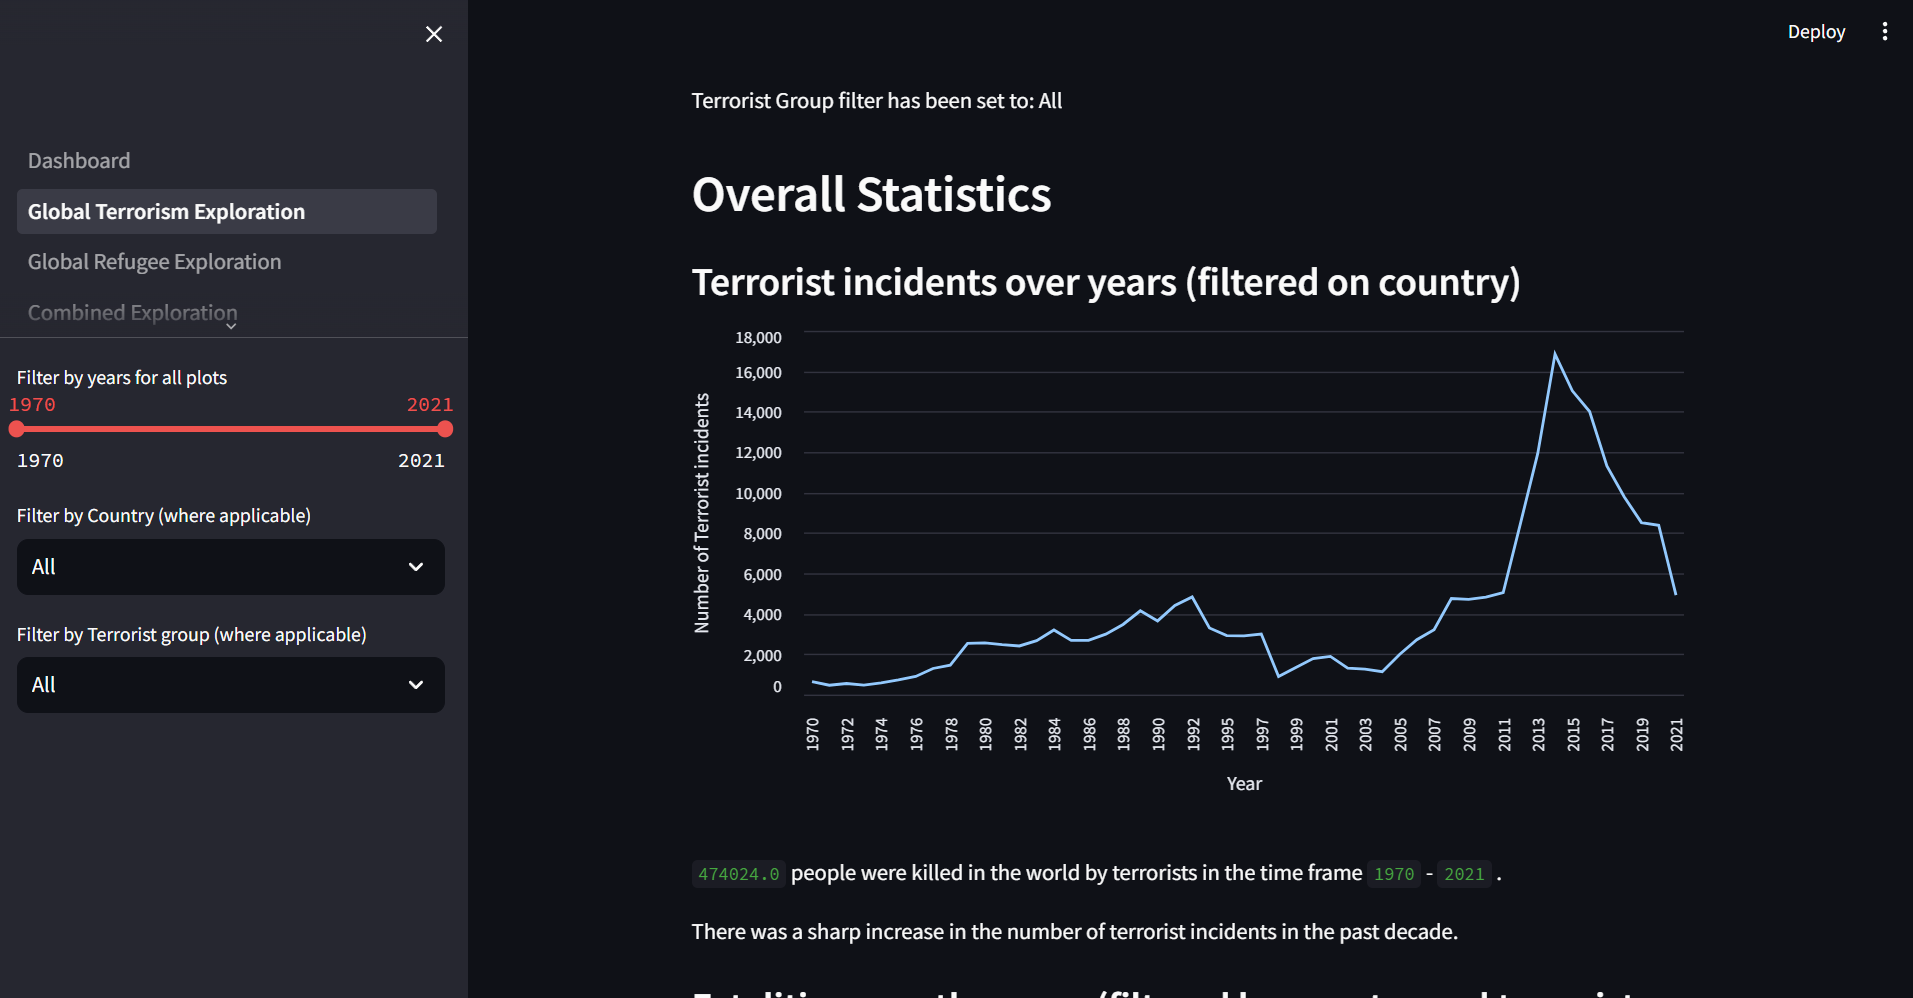 Deploy
Dashboard
Global Terrorism Exploration
Global Refugee Exploration
Combined Exploration
Filter by years for all plots
1970 2021
1970 2021
Filter by Country (where applicable)
All
Filter by Terrorist group (where applicable)
All
Terrorist Group filter has been set to: All
Overall Statistics
Terrorist incidents over years (filtered on country)
Number of Terrorist incidents
18,000
16,000
14,000
12,000
10,000
8,000
6,000
4,000
2,000
0
1970 1972 1974 1976 1978 1980 1982 1984 1986 1988 1990 1992 1995 1997 1999 2001 2003 2005 2007 2009 2011 2013 2015 2017 2019 2021
Year
474024.0 people were killed in the world by terrorists in the time frame 1970 - 2021 .
There was a sharp increase in the number of terrorist incidents in the past decade.